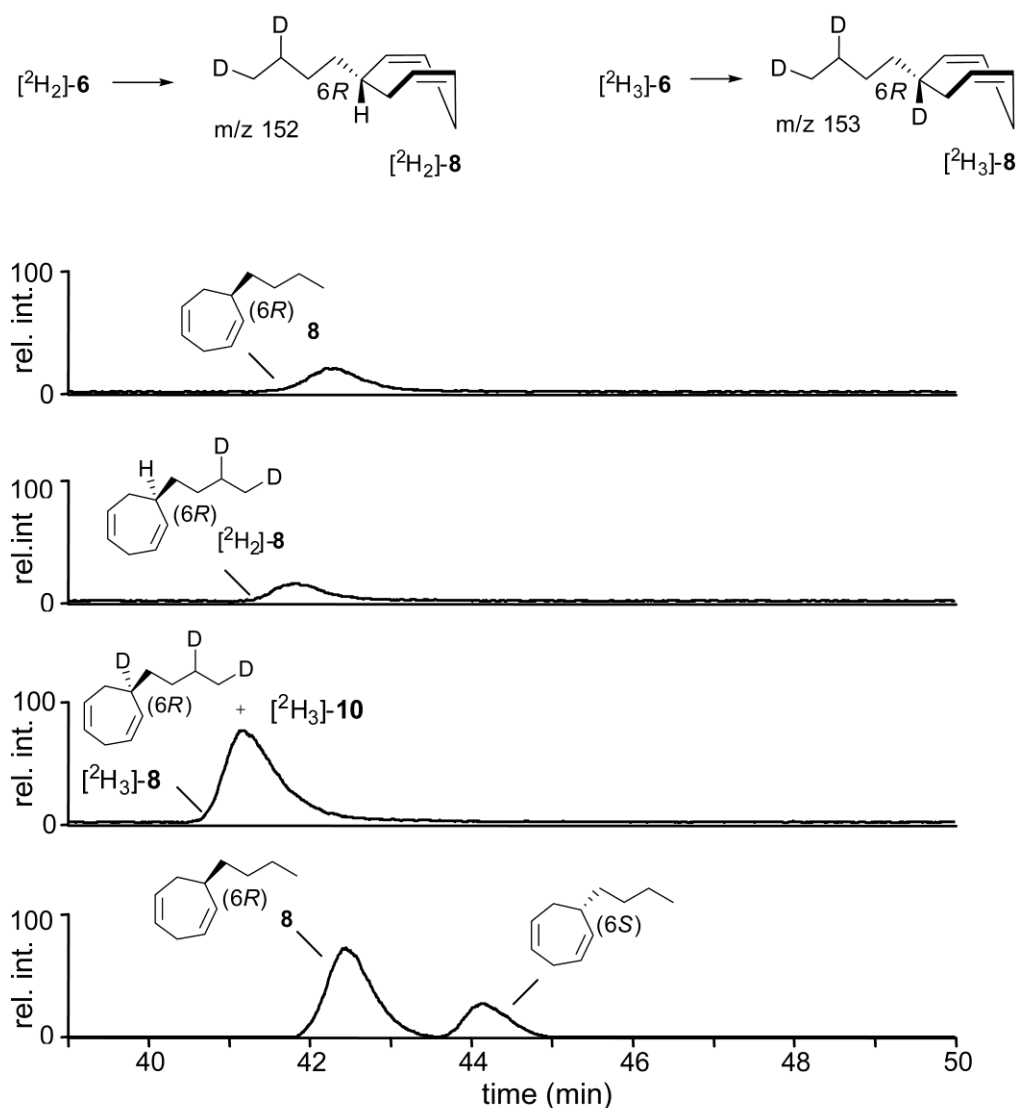 D
D
[²H₂]-6
6R
H
m/z 152
[²H₂]-8
D
D
[²H₃]-6
6R
D
m/z 153
[²H₃]-8
100
rel. int.
0
(6R)
8
100
rel.int
0
D
H
D
(6R)
[²H₂]-8
100
rel. int.
0
D
D
D
(6R)
+ [²H₃]-10
[²H₃]-8
100
rel. int.
0
(6R)
8
(6S)
40 42 44 46 48 50
time (min)